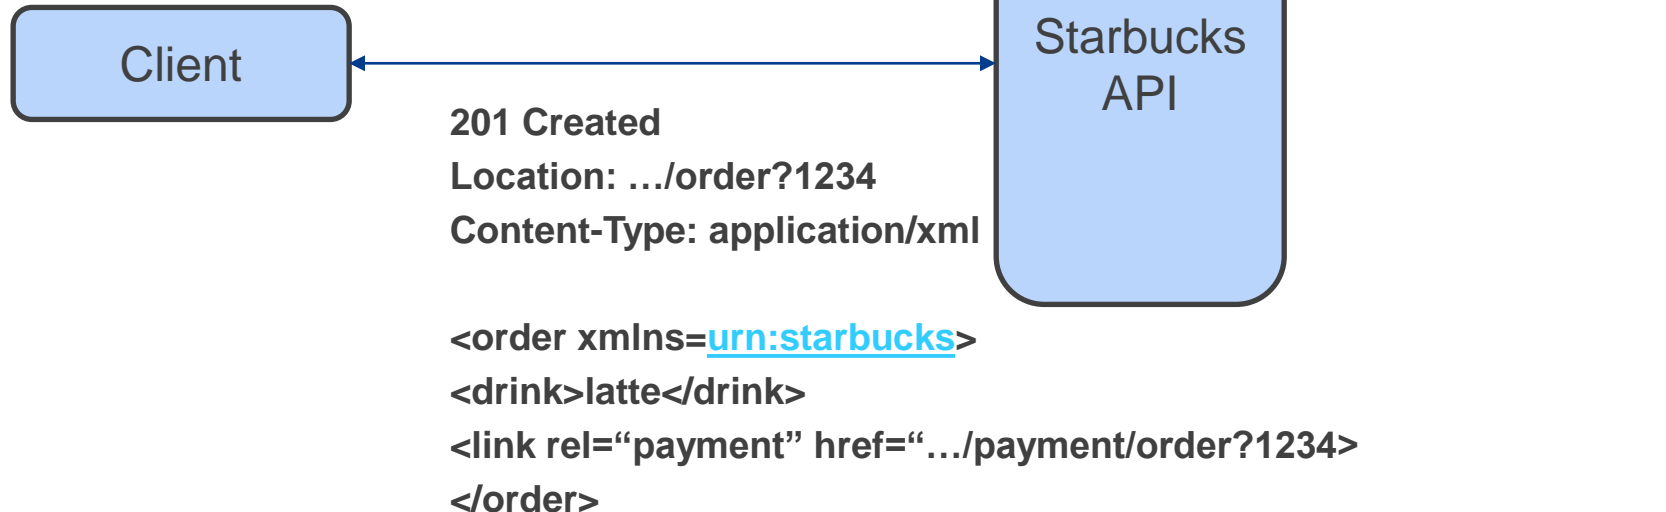 Client
Starbucks
API
201 Created
Location: …/order?1234
Content-Type: application/xml
<order xmlns=urn:starbucks>
<drink>latte</drink>
<link rel=“payment” href=“…/payment/order?1234>
</order>